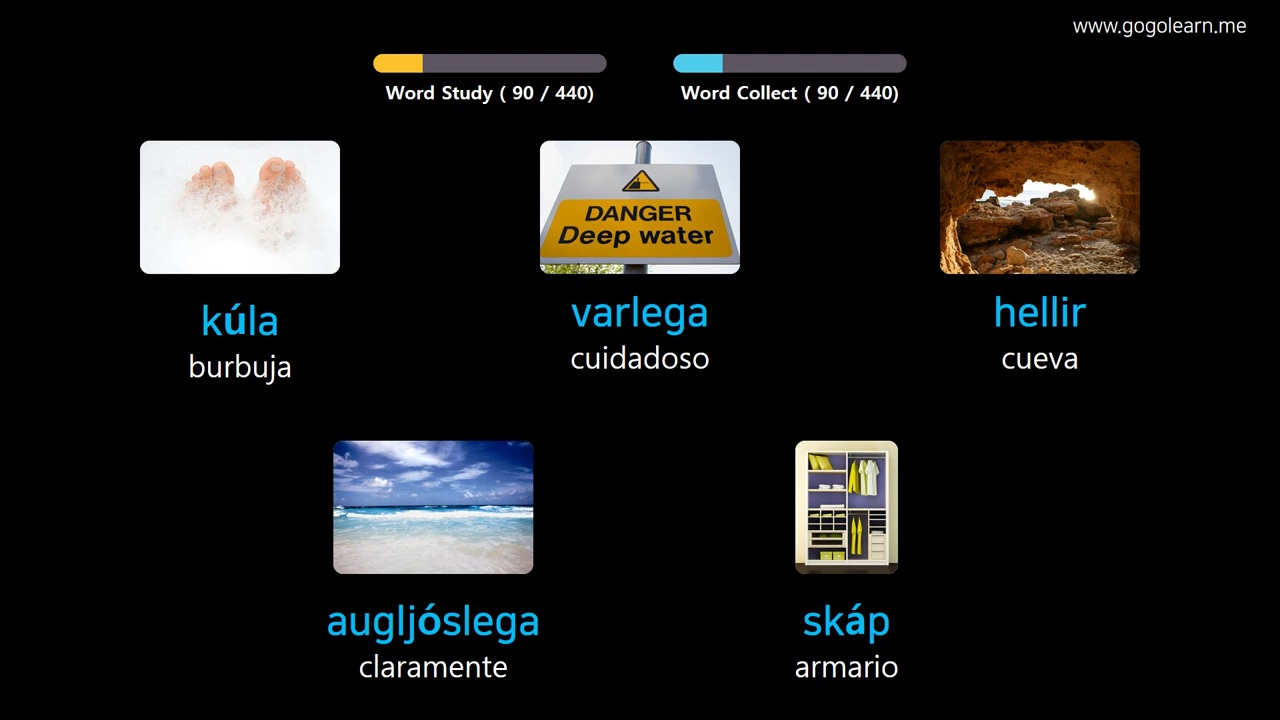 www.gogolearn.me
Word Study ( 90 / 440)
Word Collect ( 90 / 440)
DANGER
Deep water
kúla
burbuja
varlega
cuidadoso
hellir
cueva
augljóslega
claramente
skáp
armario